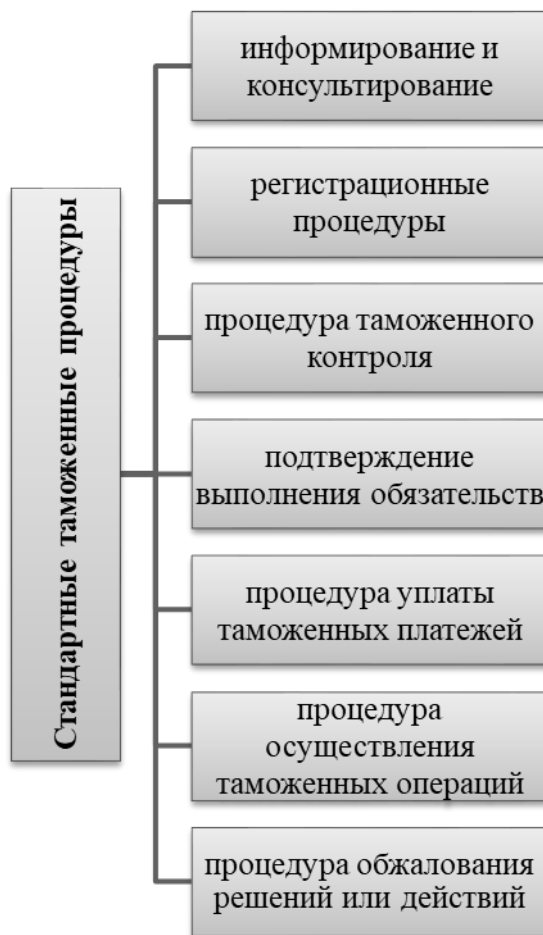 Стандартные таможенные процедуры
информирование и
консультирование
регистрационные
процедуры
процедура таможенного
контроля
подтверждение
выполнения обязательств
процедура уплаты
таможенных платежей
процедура
осуществления
таможенных операций
процедура обжалования
решений или действий